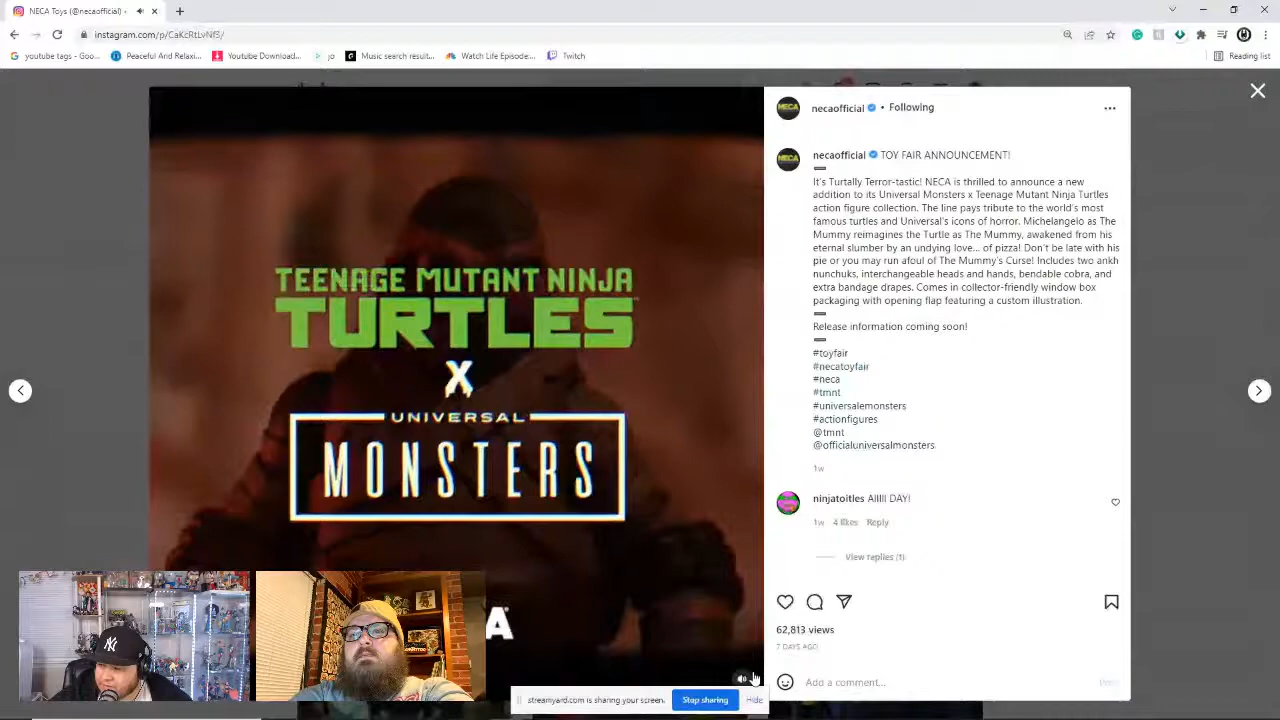 NECA Toys (@necaofficial) •
instagram.com/p/CaKcRtLvNf3/
youtube tags - Goo...
Peaceful And Relaxi...
Youtube Download...
jo
Music search result...
Watch Life Episode:...
Twitch
Reading list
necaofficial • Following
necaofficial TOY FAIR ANNOUNCEMENT!
It's Turtally Terror-tastic! NECA is thrilled to announce a new
addition to its Universal Monsters x Teenage Mutant Ninja Turtles
action figure collection. The line pays tribute to the world's most
famous turtles and Universal's icons of horror. Michelangelo as The
Mummy reimagines the Turtle as The Mummy, awakened from his
eternal slumber by an undying love... of pizza! Don't be late with his
pie or you may run afoul of The Mummy's Curse! Includes two ankh
nunchuks, interchangeable heads and hands, bendable cobra, and
extra bandage drapes. Comes in collector-friendly window box
packaging with opening flap featuring a custom illustration.
Release information coming soon!
#toyfair
#necatoyfair
#neca
#tmnt
#universalemonsters
#actionfigures
@tmnt
@officialuniversalmonsters
1w
ninjatoitles AIIIII DAY!
1w 4 likes Reply
View replies (1)
62,813 views
7 DAYS AGO
Add a comment...
TEENAGE MUTANT NINJA
TURTLES
X
UNIVERSAL
MONSTERS
A
NY
streamyard.com is sharing your screen.
Stop sharing
Hide